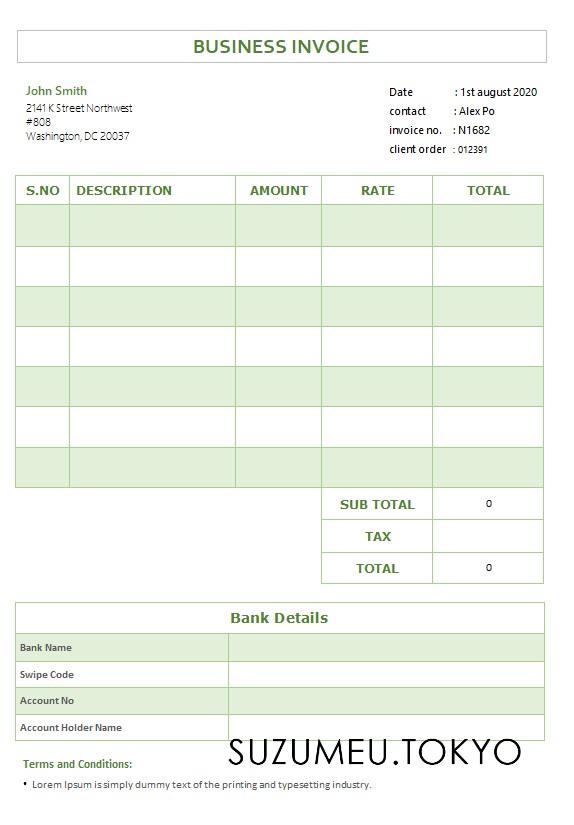 BUSINESS INVOICE
John Smith
2141 K Street Northwest
#808
Washington, DC 20037
Date : 1st august 2020
contact : Alex Po
invoice no. : N1682
client order : 012391
S.NO DESCRIPTION AMOUNT RATE TOTAL
SUB TOTAL 0
TAX
TOTAL 0
Bank Details
Bank Name
Swipe Code
Account No
Account Holder Name
SUZUMEU.TOKYO
Terms and Conditions:
• Lorem Ipsum is simply dummy text of the printing and typesetting industry.